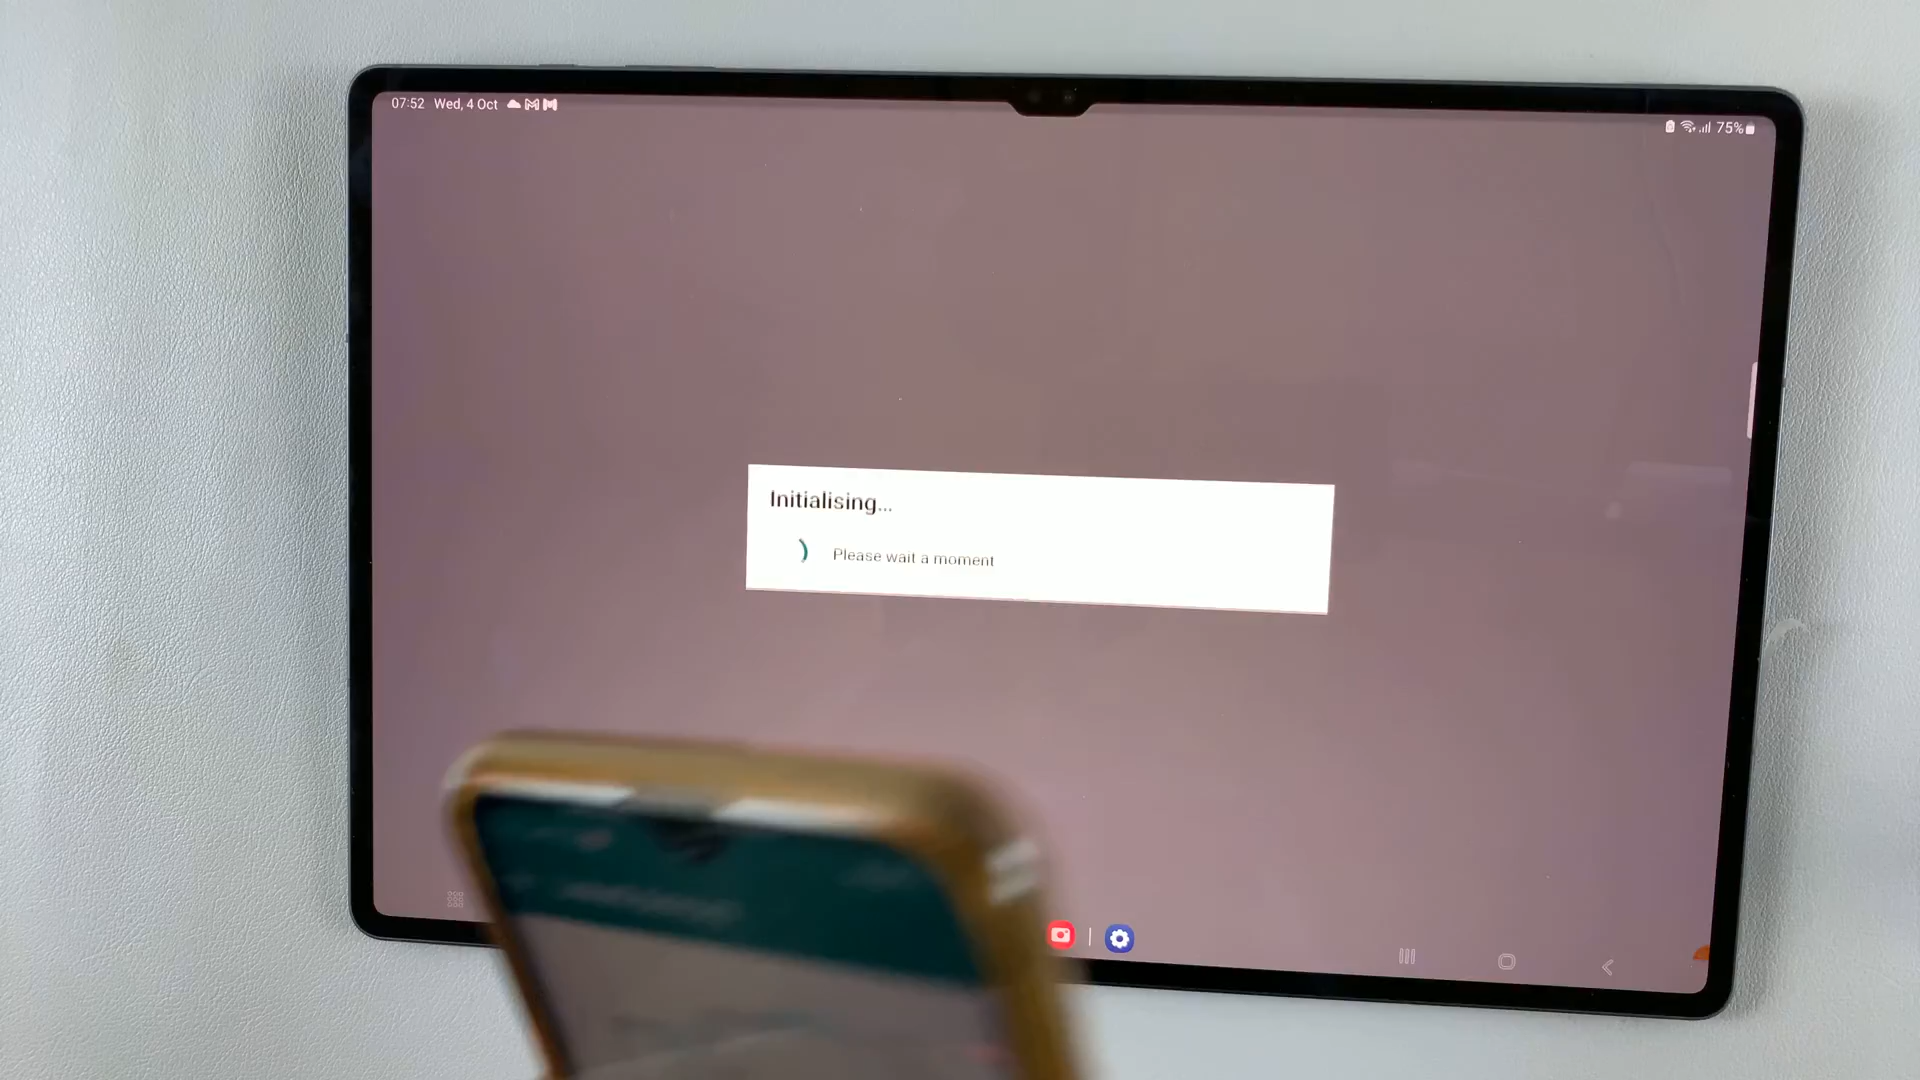 07:52 Wed, 4 Oct
75%
Initialising...
Please wait a moment